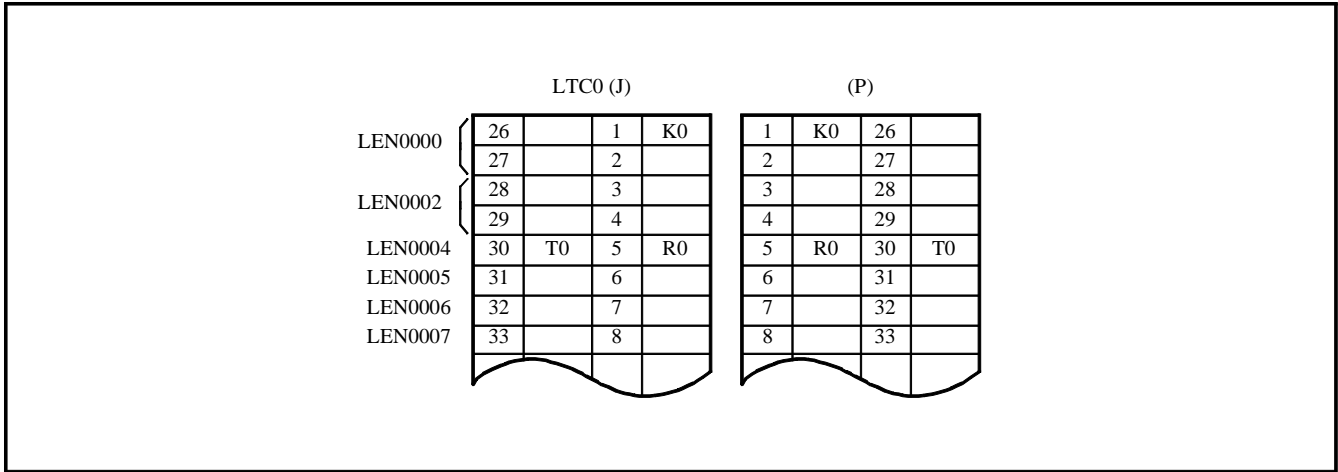 LTC0 (J) (P)
LEN0000 26 1 K0 1 K0 26
27 2 2 27
LEN0002 28 3 3 28
29 4 4 29
LEN0004 30 T0 5 R0 5 R0 30 T0
LEN0005 31 6 6 31
LEN0006 32 7 7 32
LEN0007 33 8 8 33